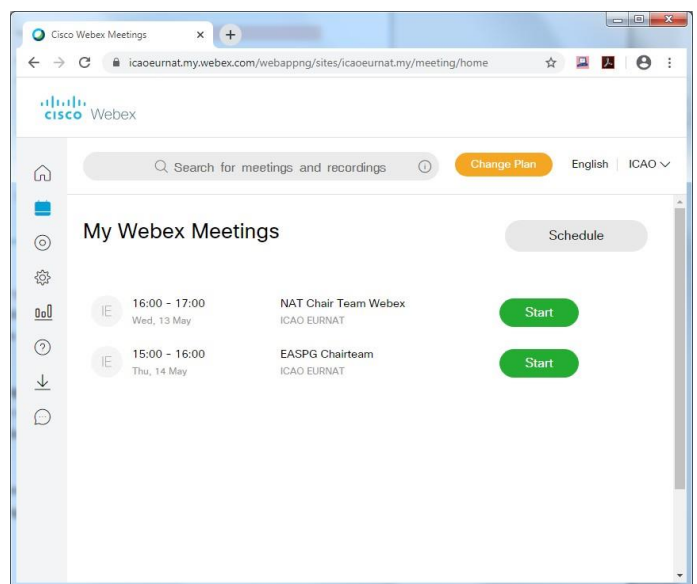 Cisco Webex Meetings
icaoeurnat.my.webex.com/webappng/sites/icaoeurnat.my/meeting/home
CISCO Webex
Search for meetings and recordings
Change Plan
English
ICAO
My Webex Meetings
Schedule
IE
16:00 - 17:00
NAT Chair Team Webex
Start
Wed, 13 May
ICAO EURNAT
IE
15:00 - 16:00
EASPG Chairteam
Start
Thu, 14 May
ICAO EURNAT